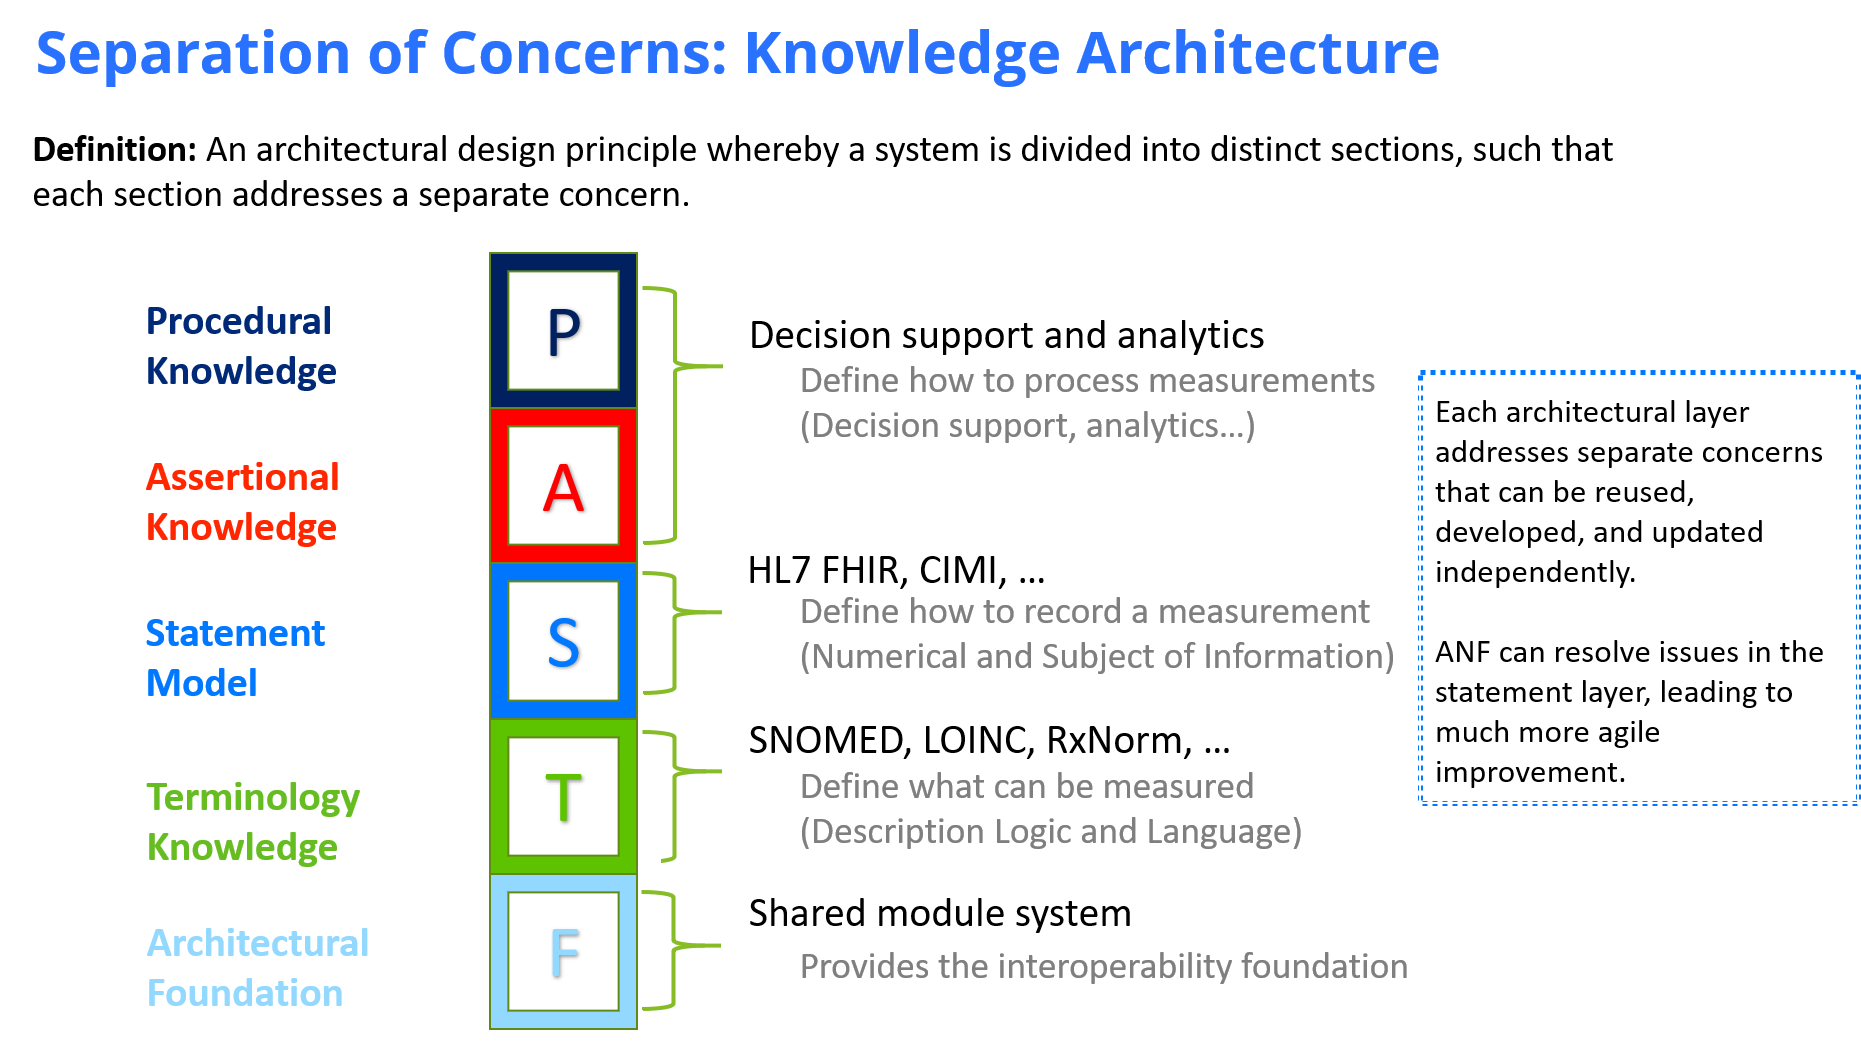 Separation of Concerns: Knowledge Architecture
Definition: An architectural design principle whereby a system is divided into distinct sections, such that
each section addresses a separate concern.
Procedural
Knowledge
P
Decision support and analytics
Define how to process measurements
(Decision support, analytics…)
Assertional
Knowledge
A
Statement
Model
S
HL7 FHIR, CIMI, …
Define how to record a measurement
(Numerical and Subject of Information)
Terminology
Knowledge
T
SNOMED, LOINC, RxNorm, …
Define what can be measured
(Description Logic and Language)
Architectural
Foundation
F
Shared module system
Provides the interoperability foundation
Each architectural layer
addresses separate concerns
that can be reused,
developed, and updated
independently.
ANF can resolve issues in the
statement layer, leading to
much more agile
improvement.